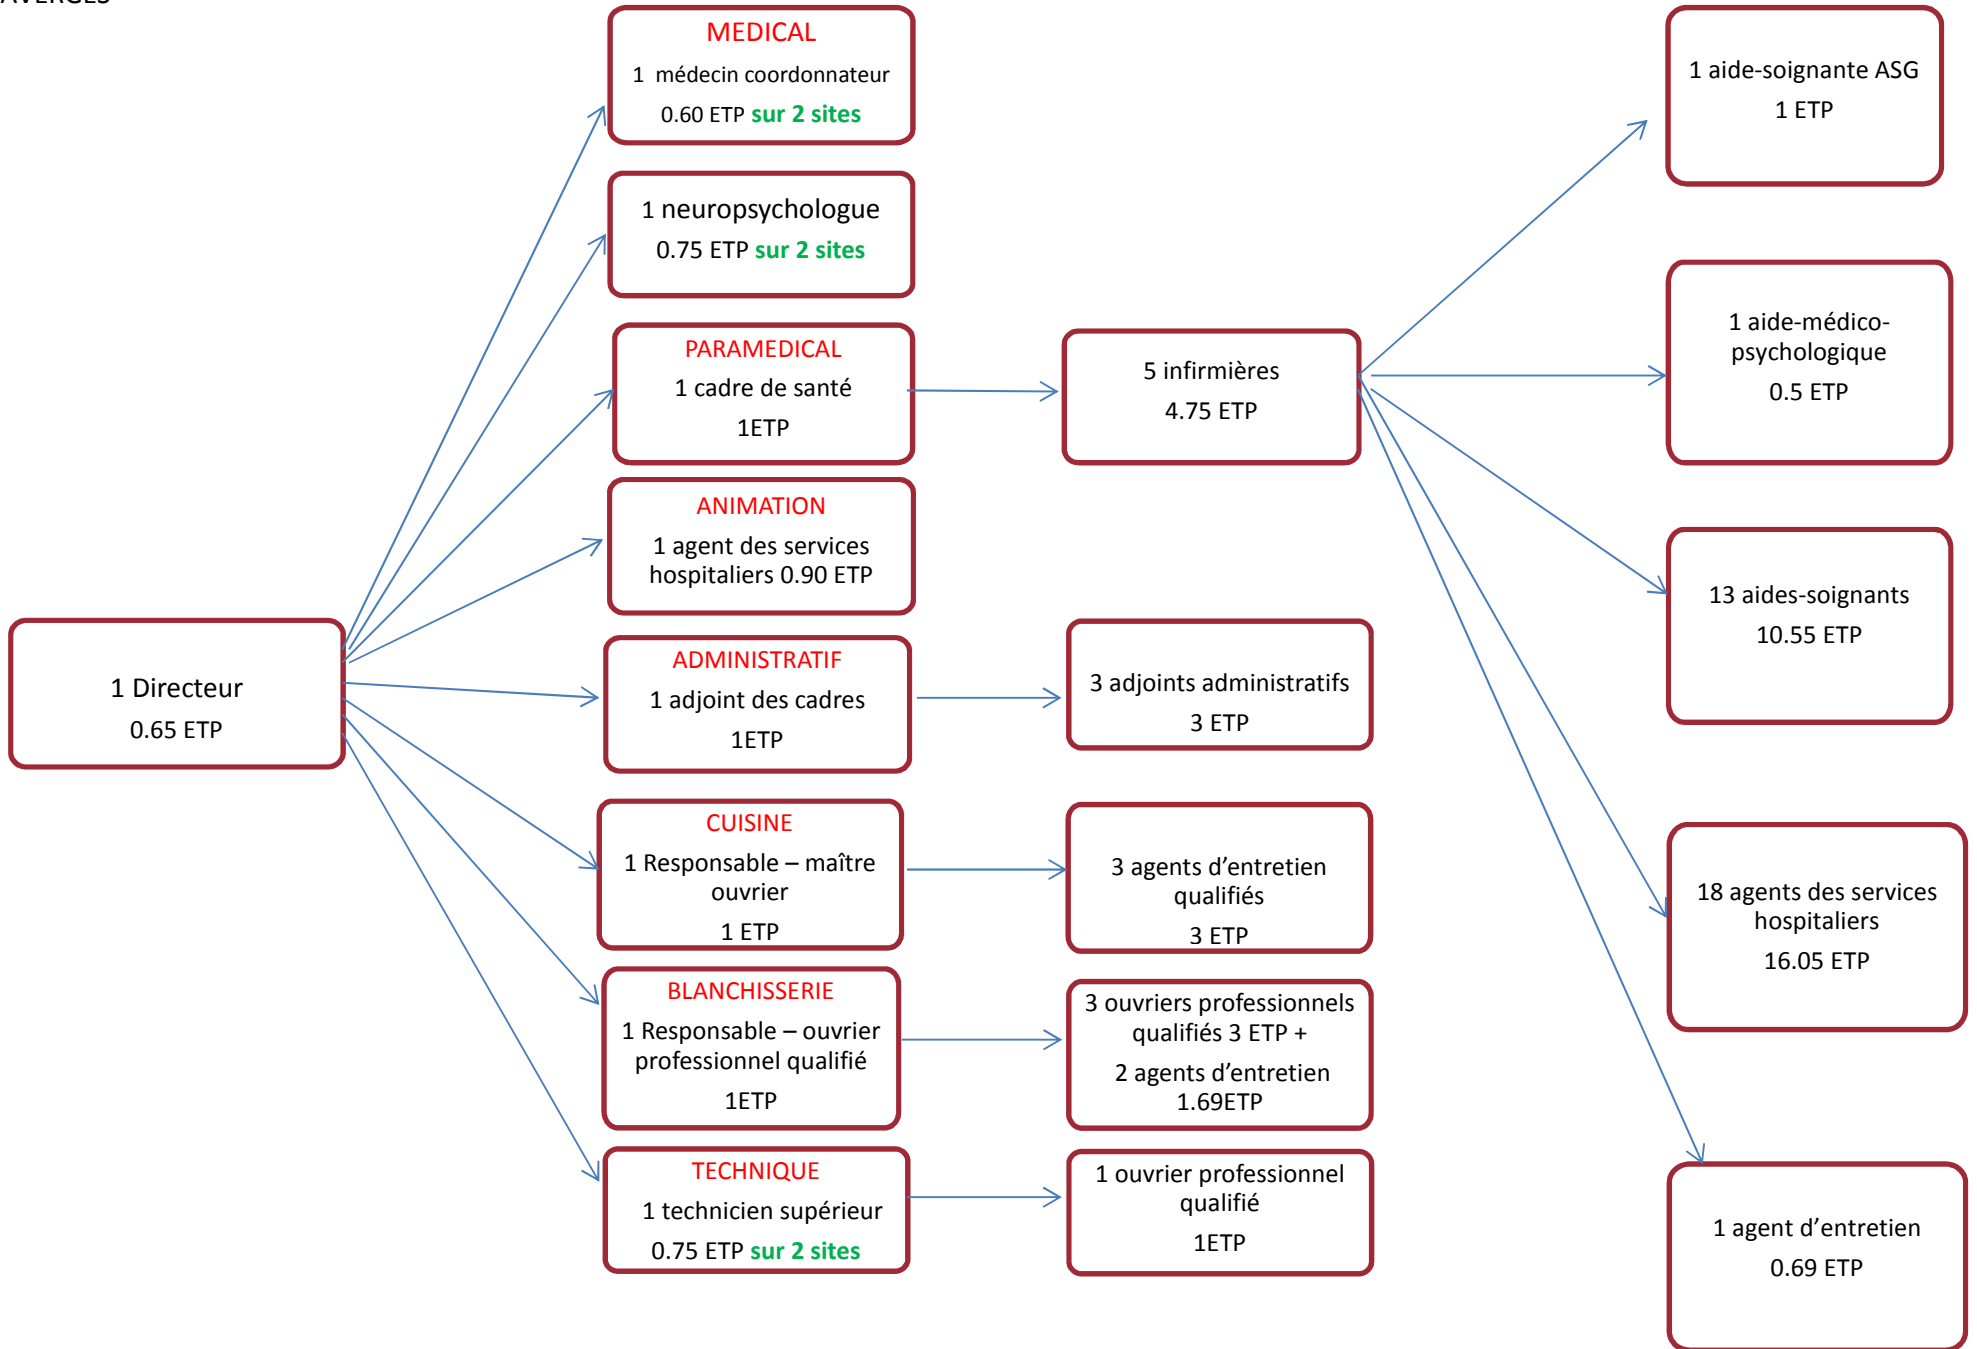 AVERGES
MEDICAL
1 médecin coordonnateur
0.60 ETP sur 2 sites
1 neuropsychologue
0.75 ETP sur 2 sites
PARAMEDICAL
1 cadre de santé
1ETP
ANIMATION
1 agent des services
hospitaliers 0.90 ETP
1 Directeur
0.65 ETP
ADMINISTRATIF
1 adjoint des cadres
1ETP
CUISINE
1 Responsable – maître
ouvrier
1 ETP
BLANCHISSERIE
1 Responsable – ouvrier
professionnel qualifié
1ETP
TECHNIQUE
1 technicien supérieur
0.75 ETP sur 2 sites
5 infirmières
4.75 ETP
3 adjoints administratifs
3 ETP
3 agents d’entretien
qualifiés
3 ETP
3 ouvriers professionnels
qualifiés 3 ETP +
2 agents d’entretien
1.69ETP
1 ouvrier professionnel
qualifié
1ETP
1 aide-soignante ASG
1 ETP
1 aide-médico-
psychologique
0.5 ETP
13 aides-soignants
10.55 ETP
18 agents des services
hospitaliers
16.05 ETP
1 agent d’entretien
0.69 ETP